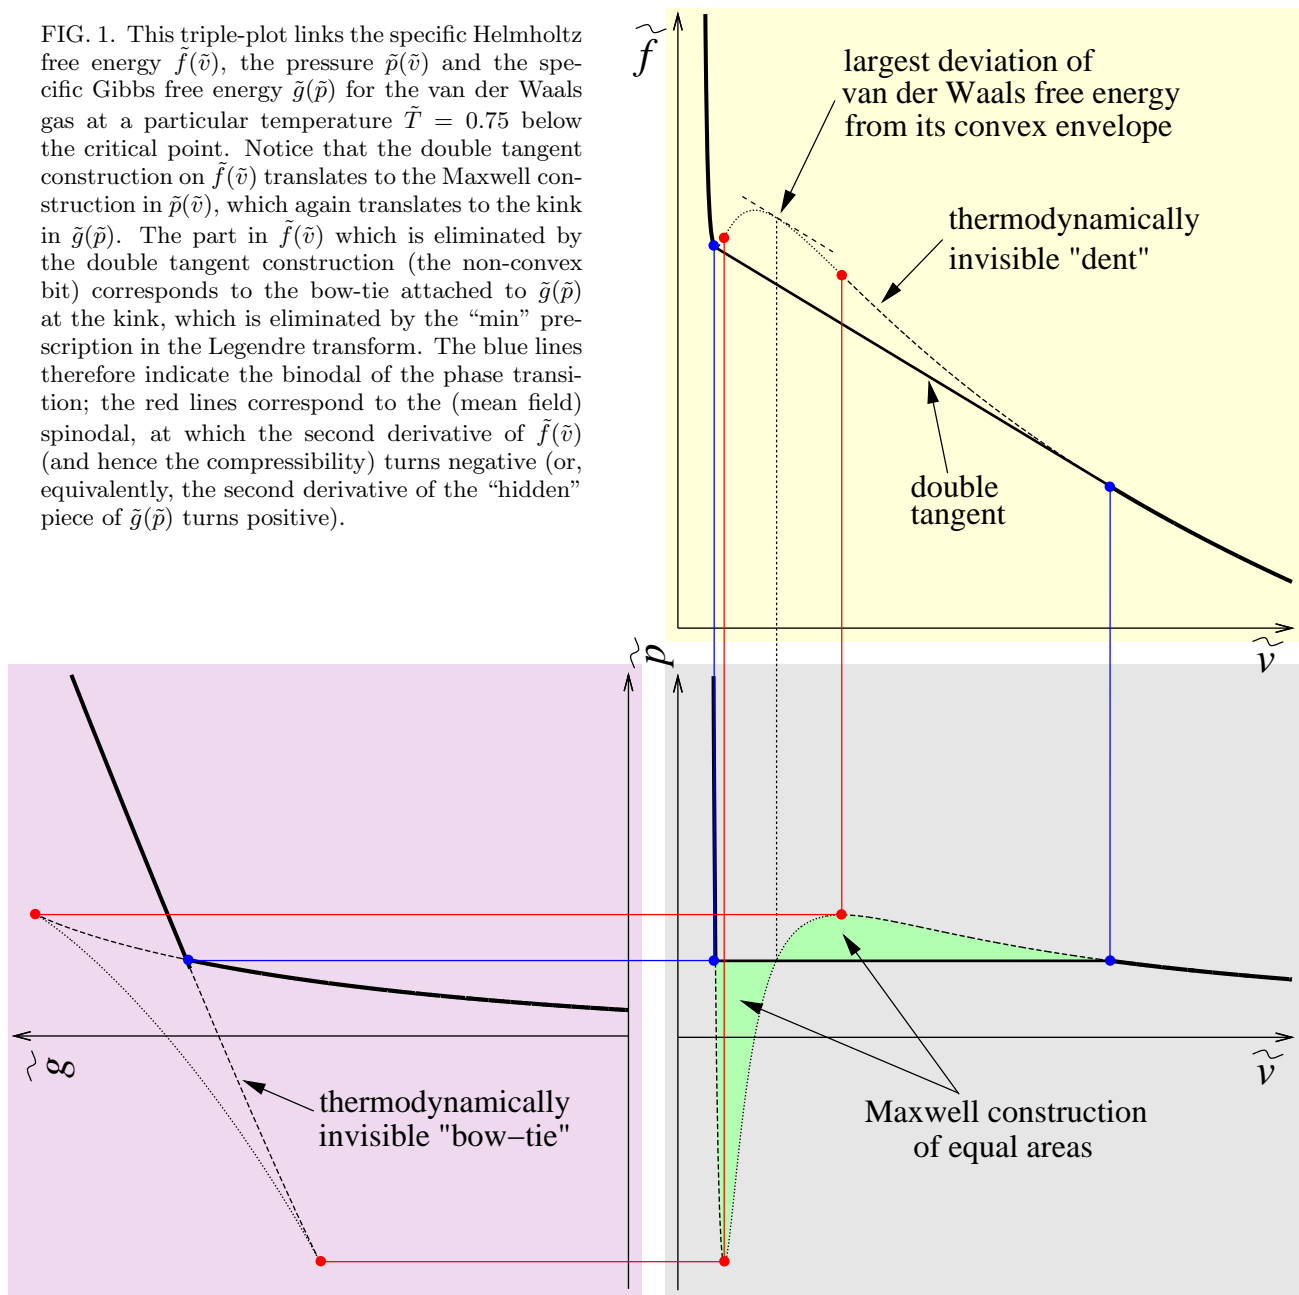 FIG. 1. This triple-plot links the specific Helmholtz
free energy f̃(ṽ), the pressure p̃(ṽ) and the spe-
cific Gibbs free energy g̃(p̃) for the van der Waals
gas at a particular temperature T̃ = 0.75 below
the critical point. Notice that the double tangent
construction on f̃(ṽ) translates to the Maxwell con-
struction in p̃(ṽ), which again translates to the kink
in g̃(p̃). The part in f̃(ṽ) which is eliminated by
the double tangent construction (the non-convex
bit) corresponds to the bow-tie attached to g̃(p̃)
at the kink, which is eliminated by the “min” pre-
scription in the Legendre transform. The blue lines
therefore indicate the binodal of the phase transi-
tion; the red lines correspond to the (mean field)
spinodal, at which the second derivative of f̃(ṽ)
(and hence the compressibility) turns negative (or,
equivalently, the second derivative of the “hidden”
piece of g̃(p̃) turns positive).
f̃
largest deviation of
van der Waals free energy
from its convex envelope
thermodynamically
invisible "dent"
double
tangent
ṽ
p̃
g̃
thermodynamically
invisible "bow−tie"
ṽ
Maxwell construction
of equal areas